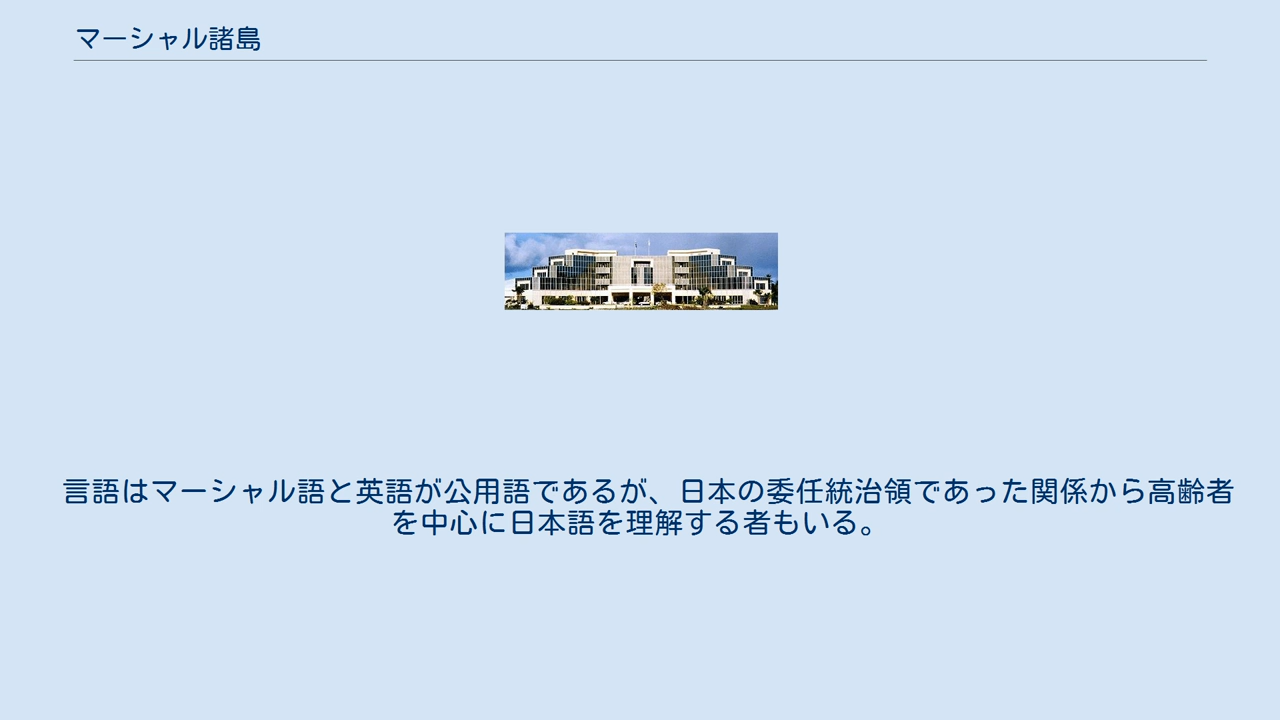 マーシャル諸島
言語はマーシャル語と英語が公用語であるが、日本の委任統治領であった関係から高齢者
を中心に日本語を理解する者もいる。